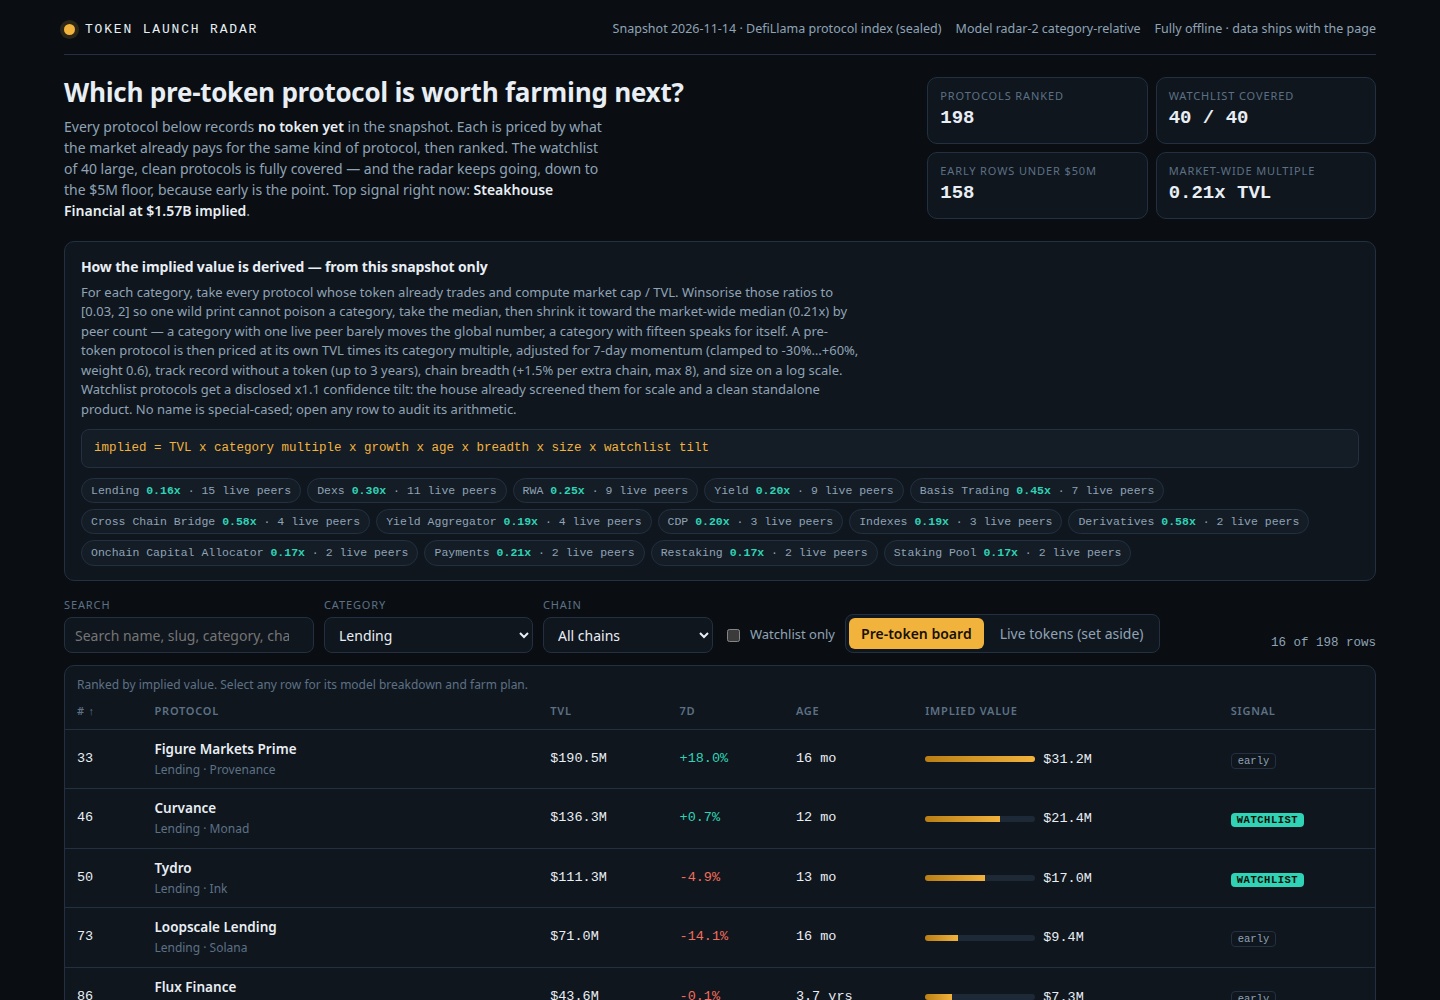 TOKEN LAUNCH RADAR
Snapshot 2026-11-14 · DefiLlama protocol index (sealed) Model radar-2 category-relative Fully offline · data ships with the page
Which pre-token protocol is worth farming next?
Every protocol below records no token yet in the snapshot. Each is priced by what
the market already pays for the same kind of protocol, then ranked. The watchlist
of 40 large, clean protocols is fully covered — and the radar keeps going, down to
the $5M floor, because early is the point. Top signal right now: Steakhouse
Financial at $1.57B implied.
PROTOCOLS RANKED
198
WATCHLIST COVERED
40 / 40
EARLY ROWS UNDER $50M
158
MARKET-WIDE MULTIPLE
0.21x TVL
How the implied value is derived — from this snapshot only
For each category, take every protocol whose token already trades and compute market cap / TVL. Winsorise those ratios to
[0.03, 2] so one wild print cannot poison a category, take the median, then shrink it toward the market-wide median (0.21x) by
peer count — a category with one live peer barely moves the global number, a category with fifteen speaks for itself. A pre-
token protocol is then priced at its own TVL times its category multiple, adjusted for 7-day momentum (clamped to -30%...+60%,
weight 0.6), track record without a token (up to 3 years), chain breadth (+1.5% per extra chain, max 8), and size on a log scale.
Watchlist protocols get a disclosed x1.1 confidence tilt: the house already screened them for scale and a clean standalone
product. No name is special-cased; open any row to audit its arithmetic.
implied = TVL x category multiple x growth x age x breadth x size x watchlist tilt
Lending 0.16x · 15 live peers Dexs 0.30x · 11 live peers RWA 0.25x · 9 live peers Yield 0.20x · 9 live peers Basis Trading 0.45x · 7 live peers
Cross Chain Bridge 0.58x · 4 live peers Yield Aggregator 0.19x · 4 live peers CDP 0.20x · 3 live peers Indexes 0.19x · 3 live peers Derivatives 0.58x · 2 live peers
Onchain Capital Allocator 0.17x · 2 live peers Payments 0.21x · 2 live peers Restaking 0.17x · 2 live peers Staking Pool 0.17x · 2 live peers
SEARCH CATEGORY CHAIN
Search name, slug, category, cha Lending All chains Watchlist only Pre-token board Live tokens (set aside) 16 of 198 rows
Ranked by implied value. Select any row for its model breakdown and farm plan.
# ↑ PROTOCOL TVL 7D AGE IMPLIED VALUE SIGNAL
33 Figure Markets Prime $190.5M +18.0% 16 mo $31.2M early
Lending · Provenance
46 Curvance $136.3M +0.7% 12 mo $21.4M WATCHLIST
Lending · Monad
50 Tydro $111.3M -4.9% 13 mo $17.0M WATCHLIST
Lending · Ink
73 Loopscale Lending $71.0M -14.1% 16 mo $9.4M early
Lending · Solana
86 Flux Finance $43.6M -0.1% 3.7 yrs $7.3M early